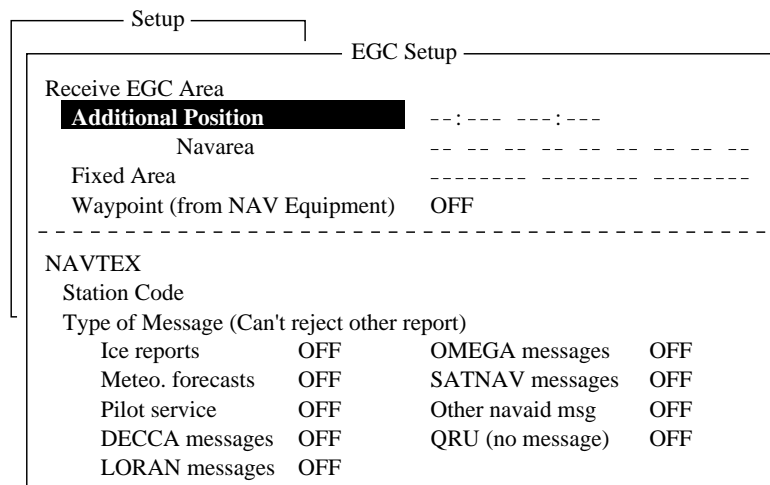 Setup
EGC Setup
Receive EGC Area
Additional Position --:--- ---:---
Navarea -- -- -- -- -- -- -- -- --
Fixed Area -------- -------- --------
Waypoint (from NAV Equipment) OFF
NAVTEX
Station Code
Type of Message (Can't reject other report)
Ice reports OFF OMEGA messages OFF
Meteo. forecasts OFF SATNAV messages OFF
Pilot service OFF Other navaid msg OFF
DECCA messages OFF QRU (no message) OFF
LORAN messages OFF